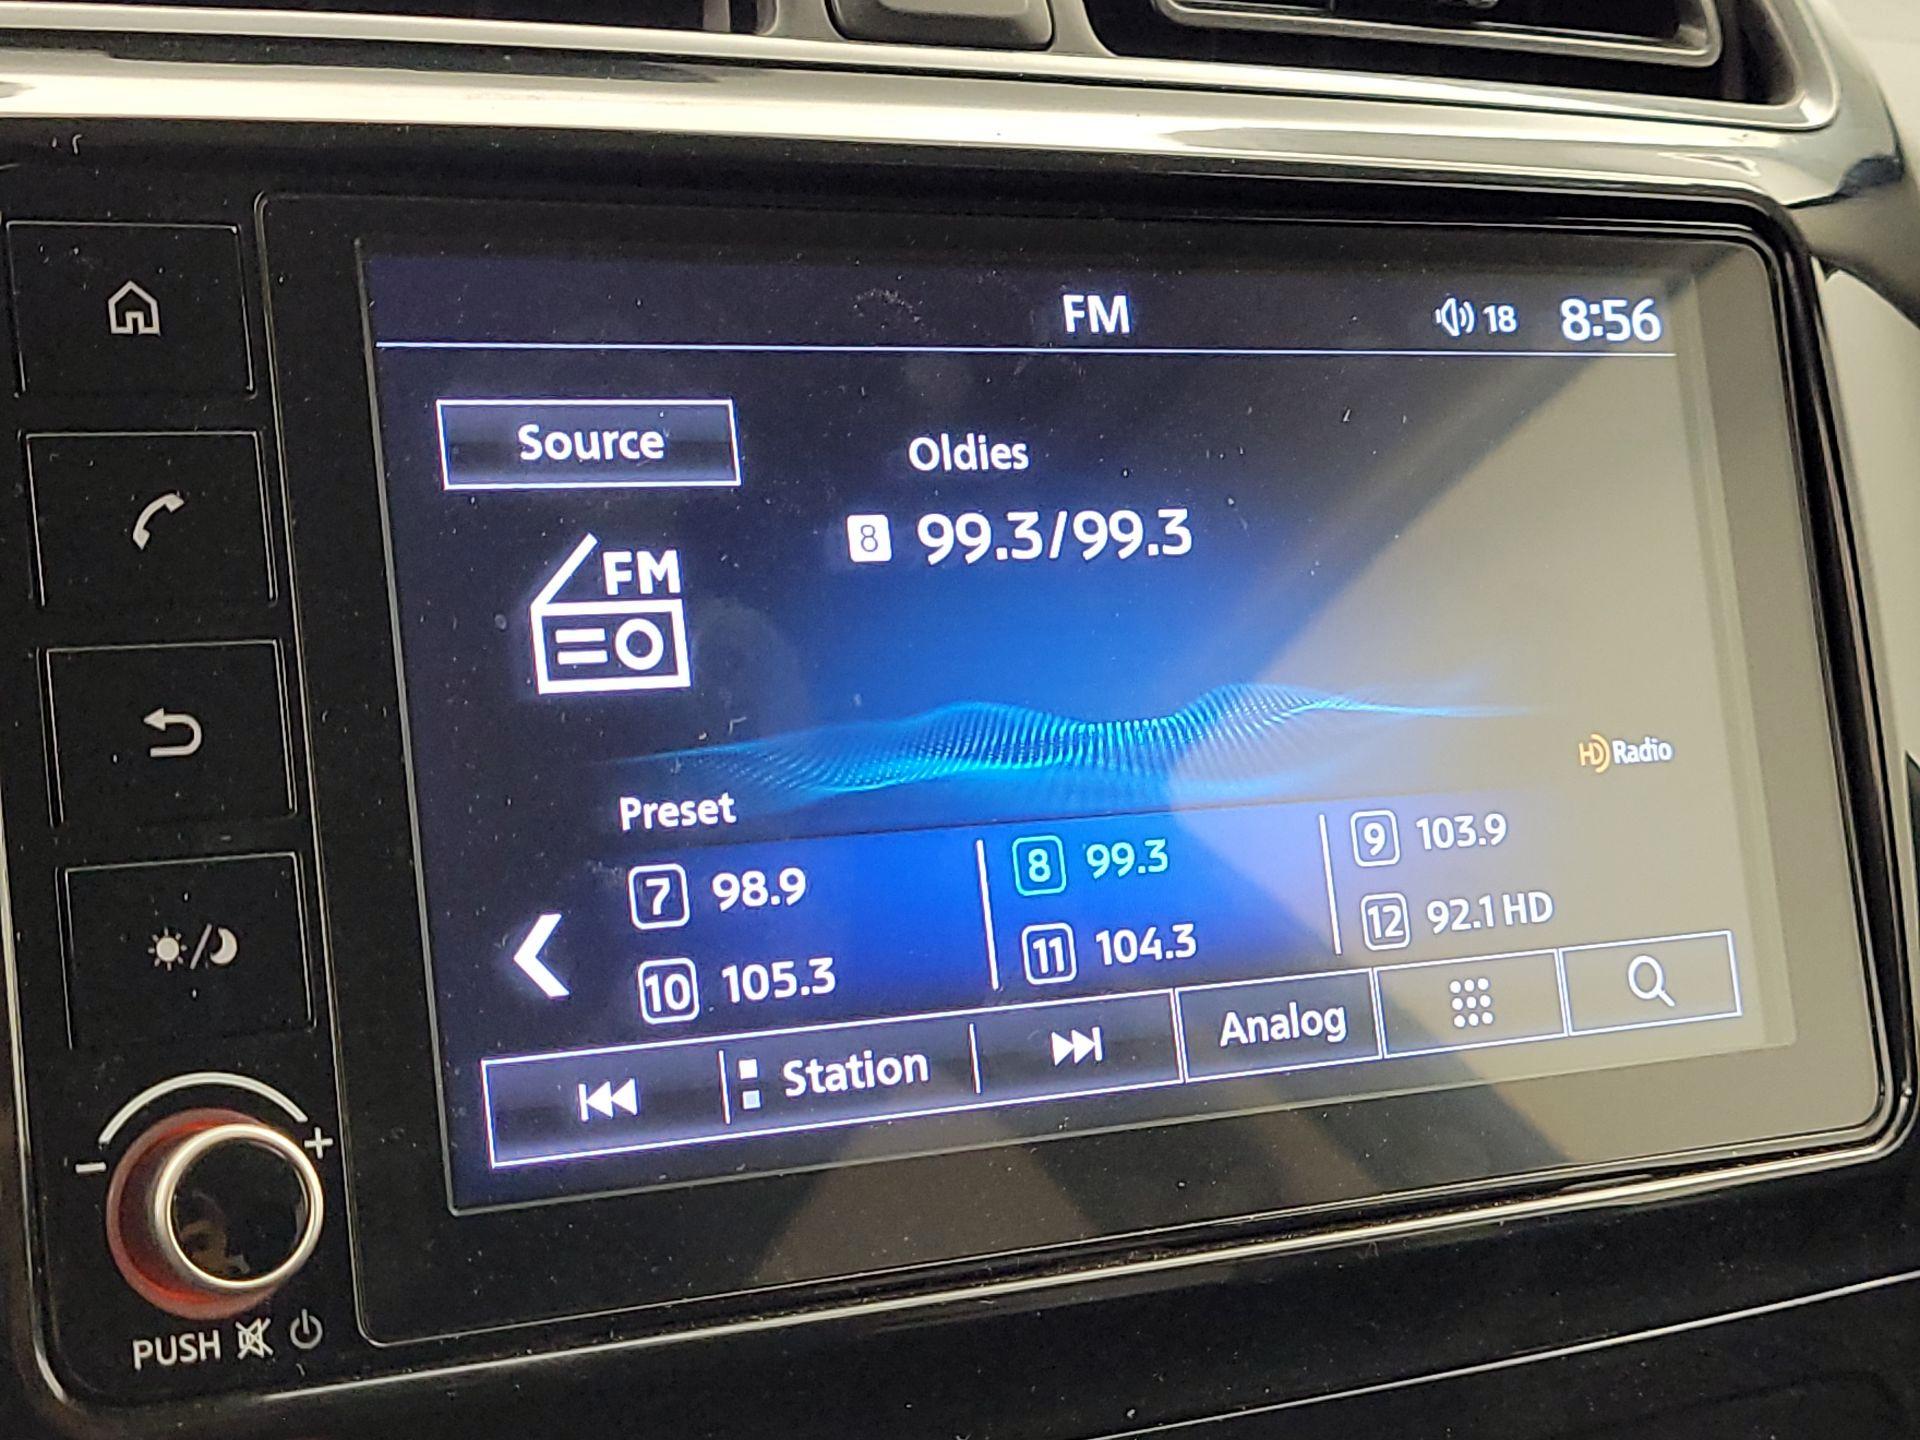 FM 18 8:56
Source
Oldies
8 99.3/99.3
FM
HD Radio
Preset
7 98.9 8 99.3 9 103.9
10 105.3 11 104.3 12 92.1 HD
Station Analog
- +
PUSH